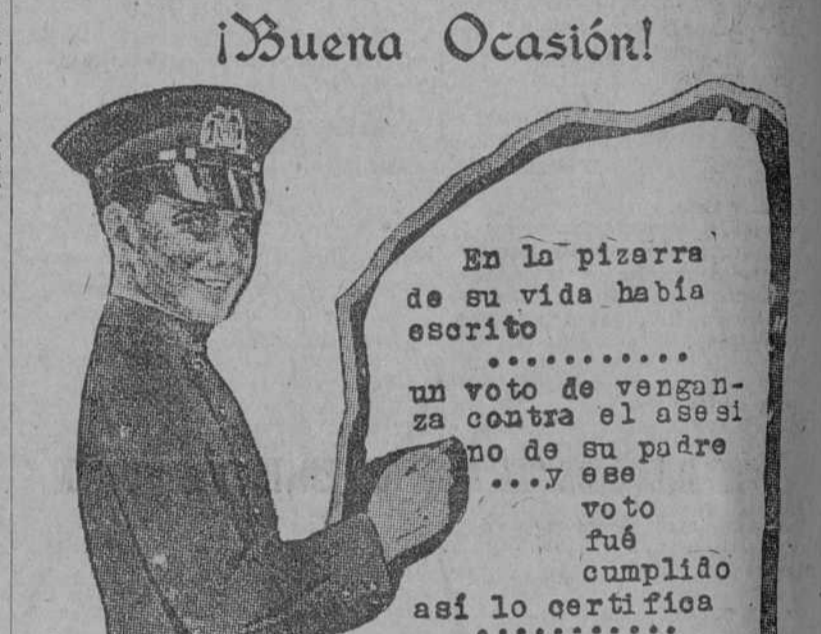 ¡Buena Ocasión!
En la pizarra
de su vida había
escrito
...........
un voto de vengan-
za contra el asesi
no de su padre
...y ese
voto
fué
cumplido
así lo certifica
...........